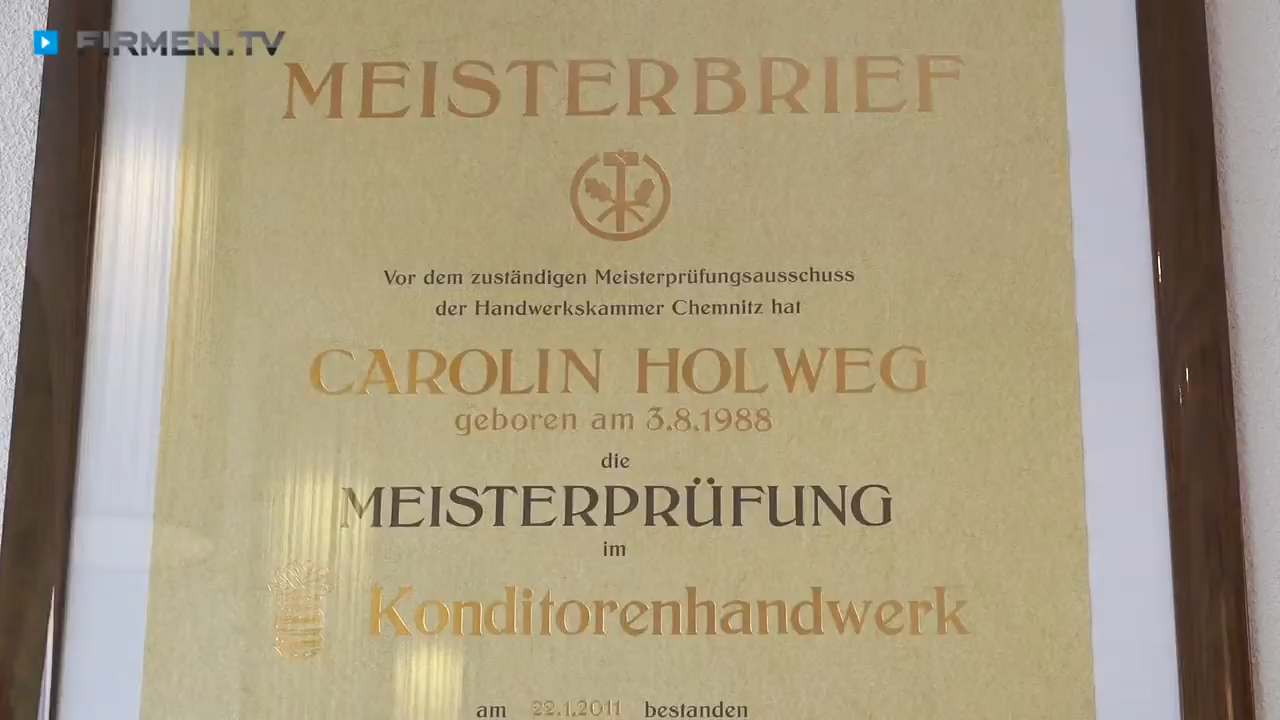 FIRMEN.TV
MEISTERBRIEF
Vor dem zuständigen Meisterprüfungsausschuss
der Handwerkskammer Chemnitz hat
CAROLIN HOLWEG
geboren am 3.8.1988
die
MEISTERPRÜFUNG
im
Konditorenhandwerk
am 22.1.2011 bestanden